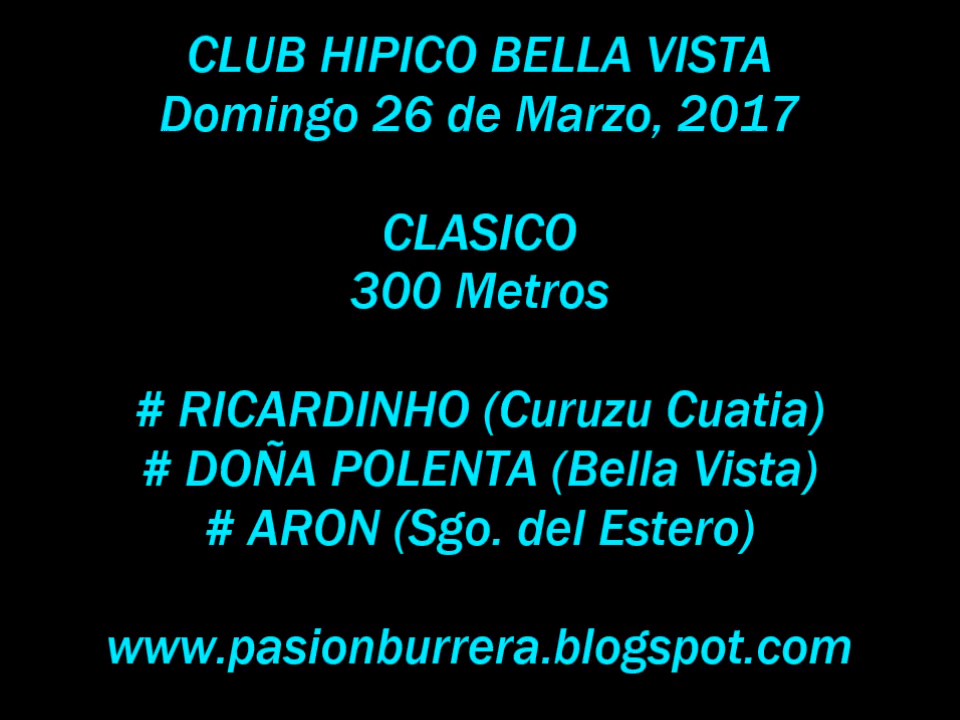 CLUB HIPICO BELLA VISTA
Domingo 26 de Marzo, 2017
CLASICO
300 Metros
# RICARDINHO (Curuzu Cuatia)
# DOÑA POLENTA (Bella Vista)
# ARON (Sgo. del Estero)
www.pasionburrera.blogspot.com